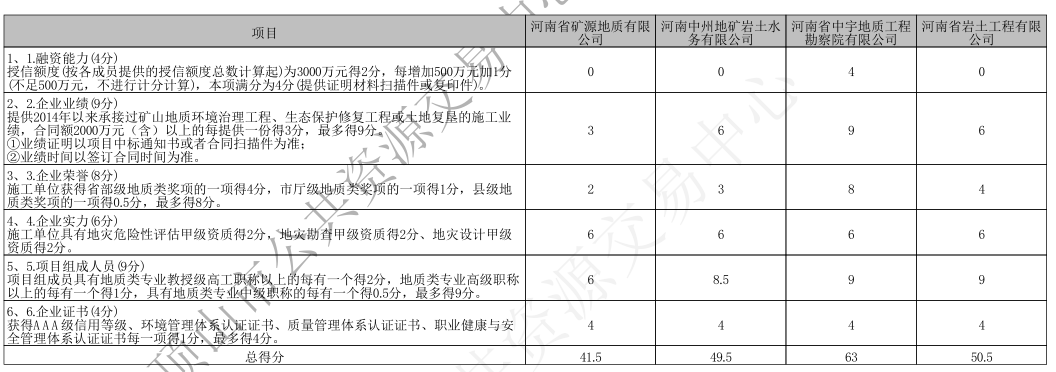 项目 河南省矿源地质有限公司 河南中州地矿岩土水务有限公司 河南省中宇地质工程勘察院有限公司 河南省岩土工程有限公司
1、1.融资能力(4分)
授信额度(按各成员提供的授信额度总数计算起)为3000万元得2分，每增加500万元加1分
(不足500万元，不进行计分计算)，本项满分为4分(提供证明材料扫描件或复印件)。
0 0 4 0
2、2.企业业绩(9分)
提供2014年以来承接过矿山地质环境治理工程、生态保护修复工程或土地复垦的施工业
绩，合同额2000万元（含）以上的每提供一份得3分，最多得9分。
①业绩证明以项目中标通知书或者合同扫描件为准；
②业绩时间以签订合同时间为准。
3 6 9 6
3、3.企业荣誉(8分)
施工单位获得省部级地质类奖项的一项得4分，市厅级地质类奖项的一项得1分，县级地
质类奖项的一项得0.5分，最多得8分。
2 3 8 4
4、4.企业实力(6分)
施工单位具有地灾危险性评估甲级资质得2分，地灾勘查甲级资质得2分、地灾设计甲级
资质得2分。
6 6 6 6
5、5.项目组成人员(9分)
项目组成员具有地质类专业教授级高工职称以上的每有一个得2分，地质类专业高级职称
以上的每有一个得1分，具有地质类专业中级职称的每有一个得0.5分，最多得9分。
6 8.5 9 9
6、6.企业证书(4分)
获得AAA级信用等级、环境管理体系认证证书、质量管理体系认证证书、职业健康与安
全管理体系认证证书每一项得1分，最多得4分。
4 4 4 4
总得分 41.5 49.5 63 50.5
顶山市公共资源交易中心
共资源交易中心